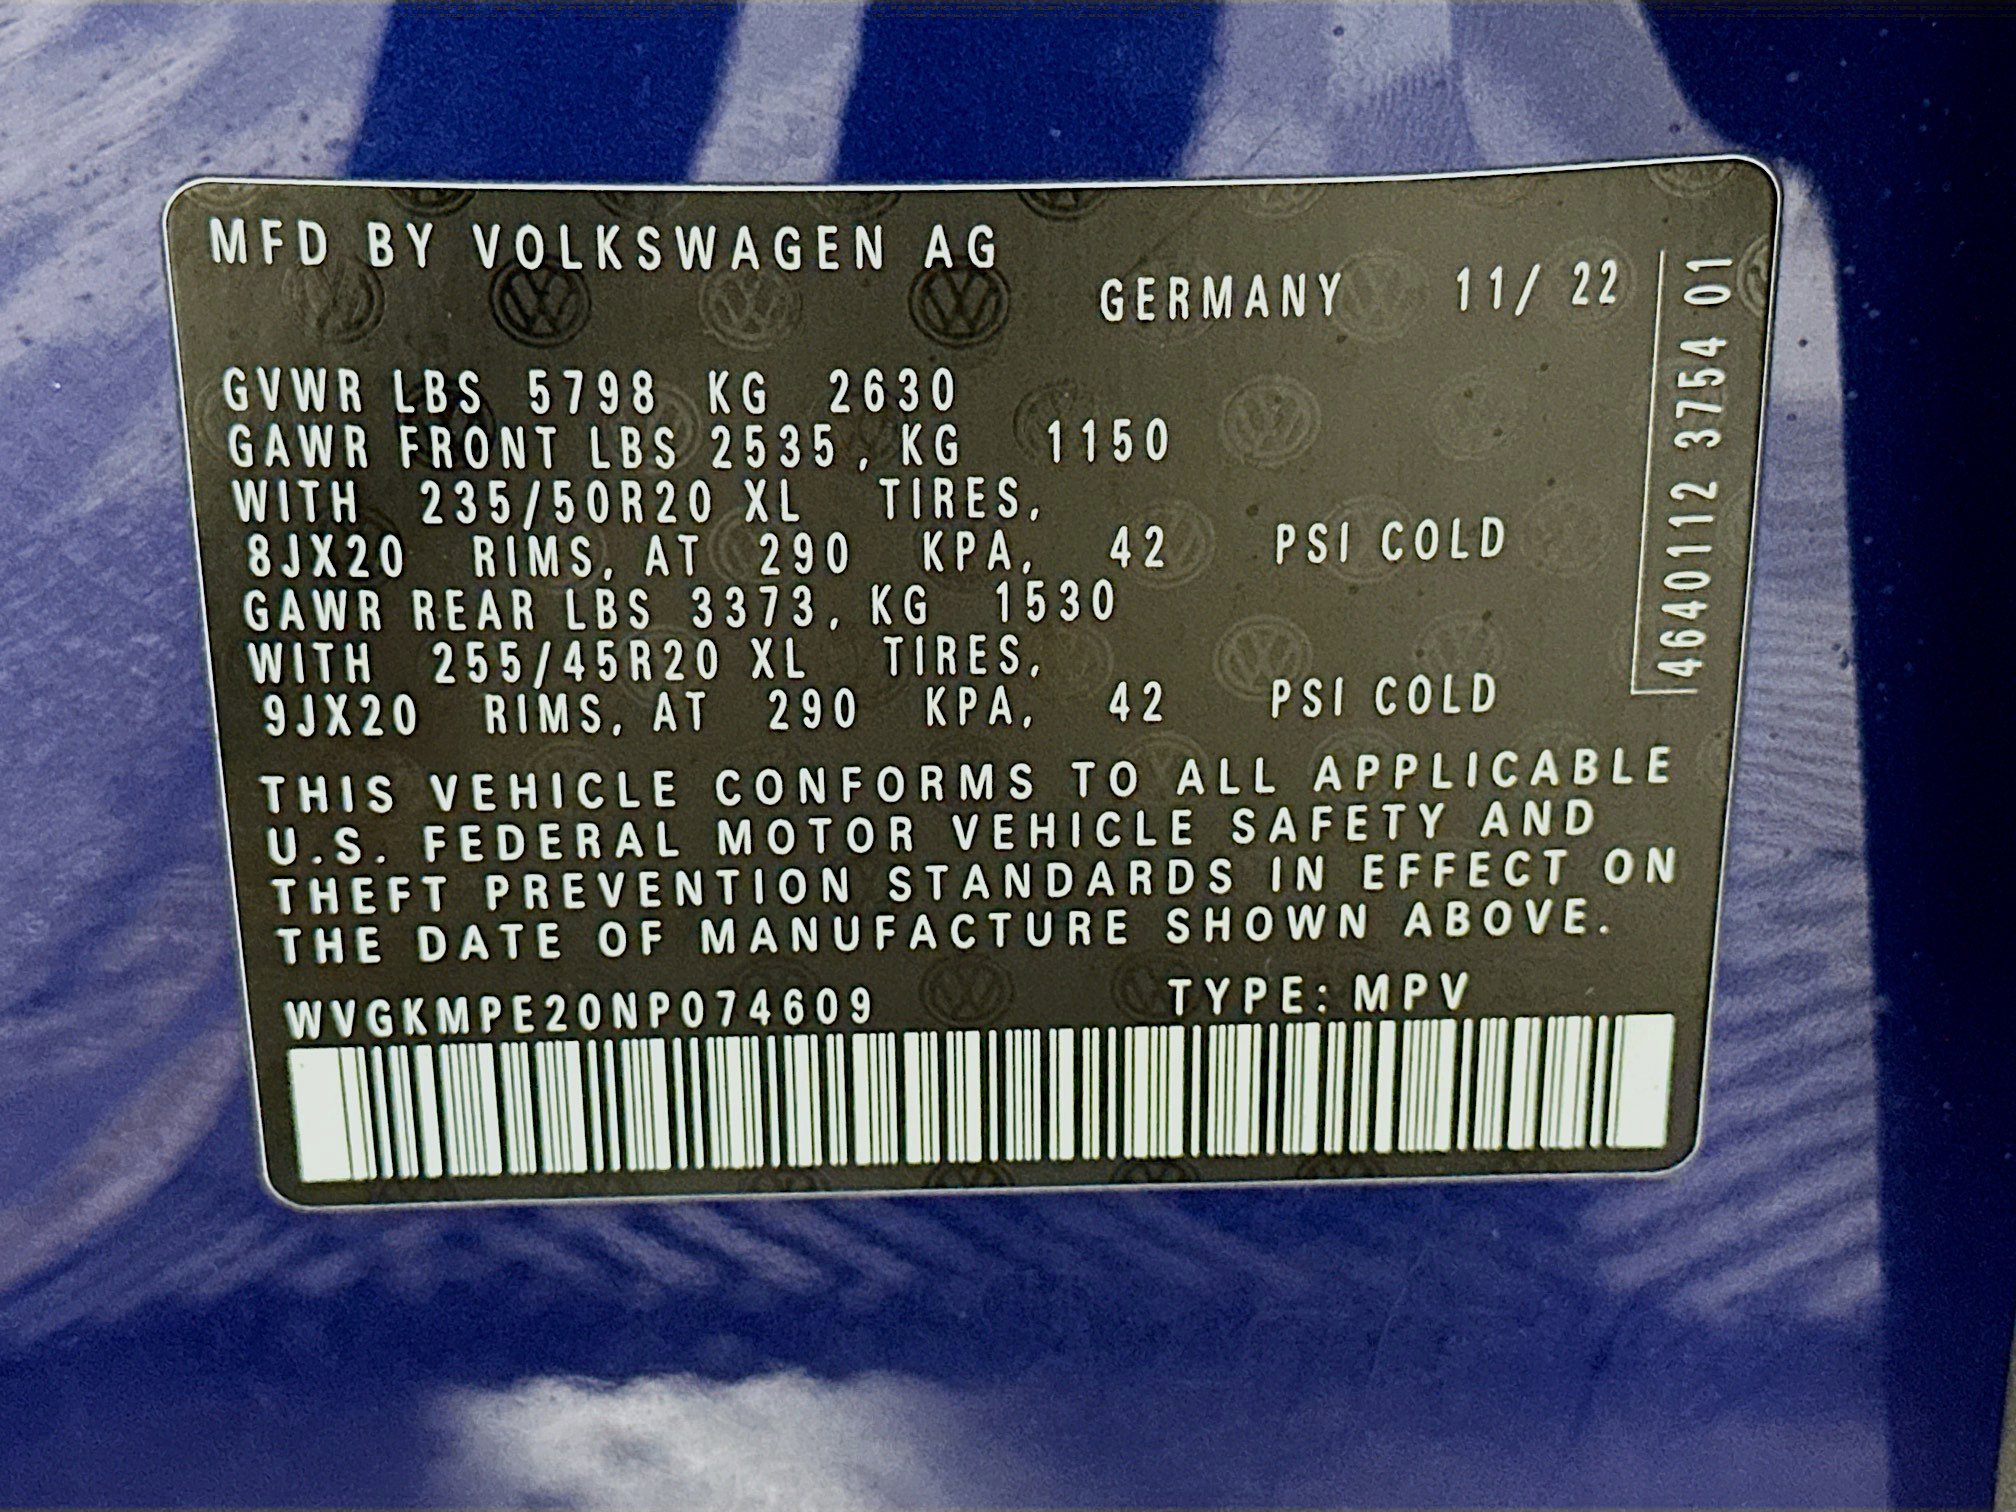 MFD BY VOLKSWAGEN AG
GERMANY 11/ 22
GVWR LBS 5798 KG 2630
GAWR FRONT LBS 2535, KG 1150
WITH 235/50R20 XL TIRES,
8JX20 RIMS, AT 290 KPA, 42 PSI COLD
GAWR REAR LBS 3373, KG 1530
WITH 255/45R20 XL TIRES,
9JX20 RIMS, AT 290 KPA, 42 PSI COLD
THIS VEHICLE CONFORMS TO ALL APPLICABLE
U.S. FEDERAL MOTOR VEHICLE SAFETY AND
THEFT PREVENTION STANDARDS IN EFFECT ON
THE DATE OF MANUFACTURE SHOWN ABOVE.
WVGKMPE20NP074609 TYPE: MPV
4640112 3754 01